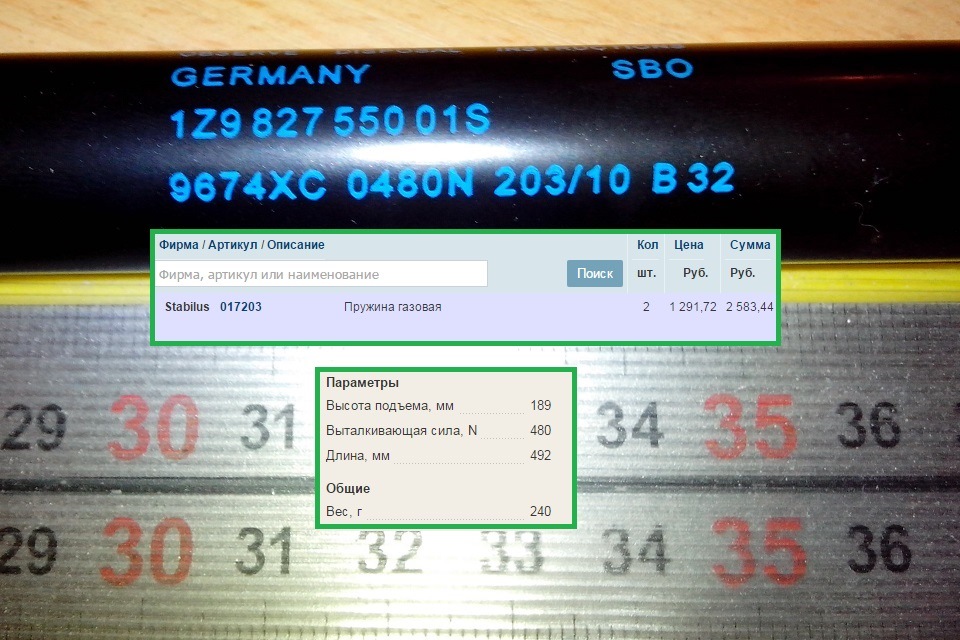 OBSERVE DISPOSAL INSTRUCTIONS
GERMANY SBO
1Z9 827 550 01S
9674XC 0480N 203/10 B 32
Фирма / Артикул / Описание Кол Цена Сумма
Фирма, артикул или наименование Поиск шт. Руб. Руб.
Stabilus 017203 Пружина газовая 2 1 291,72 2 583,44
Параметры
Высота подъема, мм 189
Выталкивающая сила, N 480
Длина, мм 492
Общие
Вес, г 240
29 30 31 34 35 36
29 30 31 32 33 34 35 36